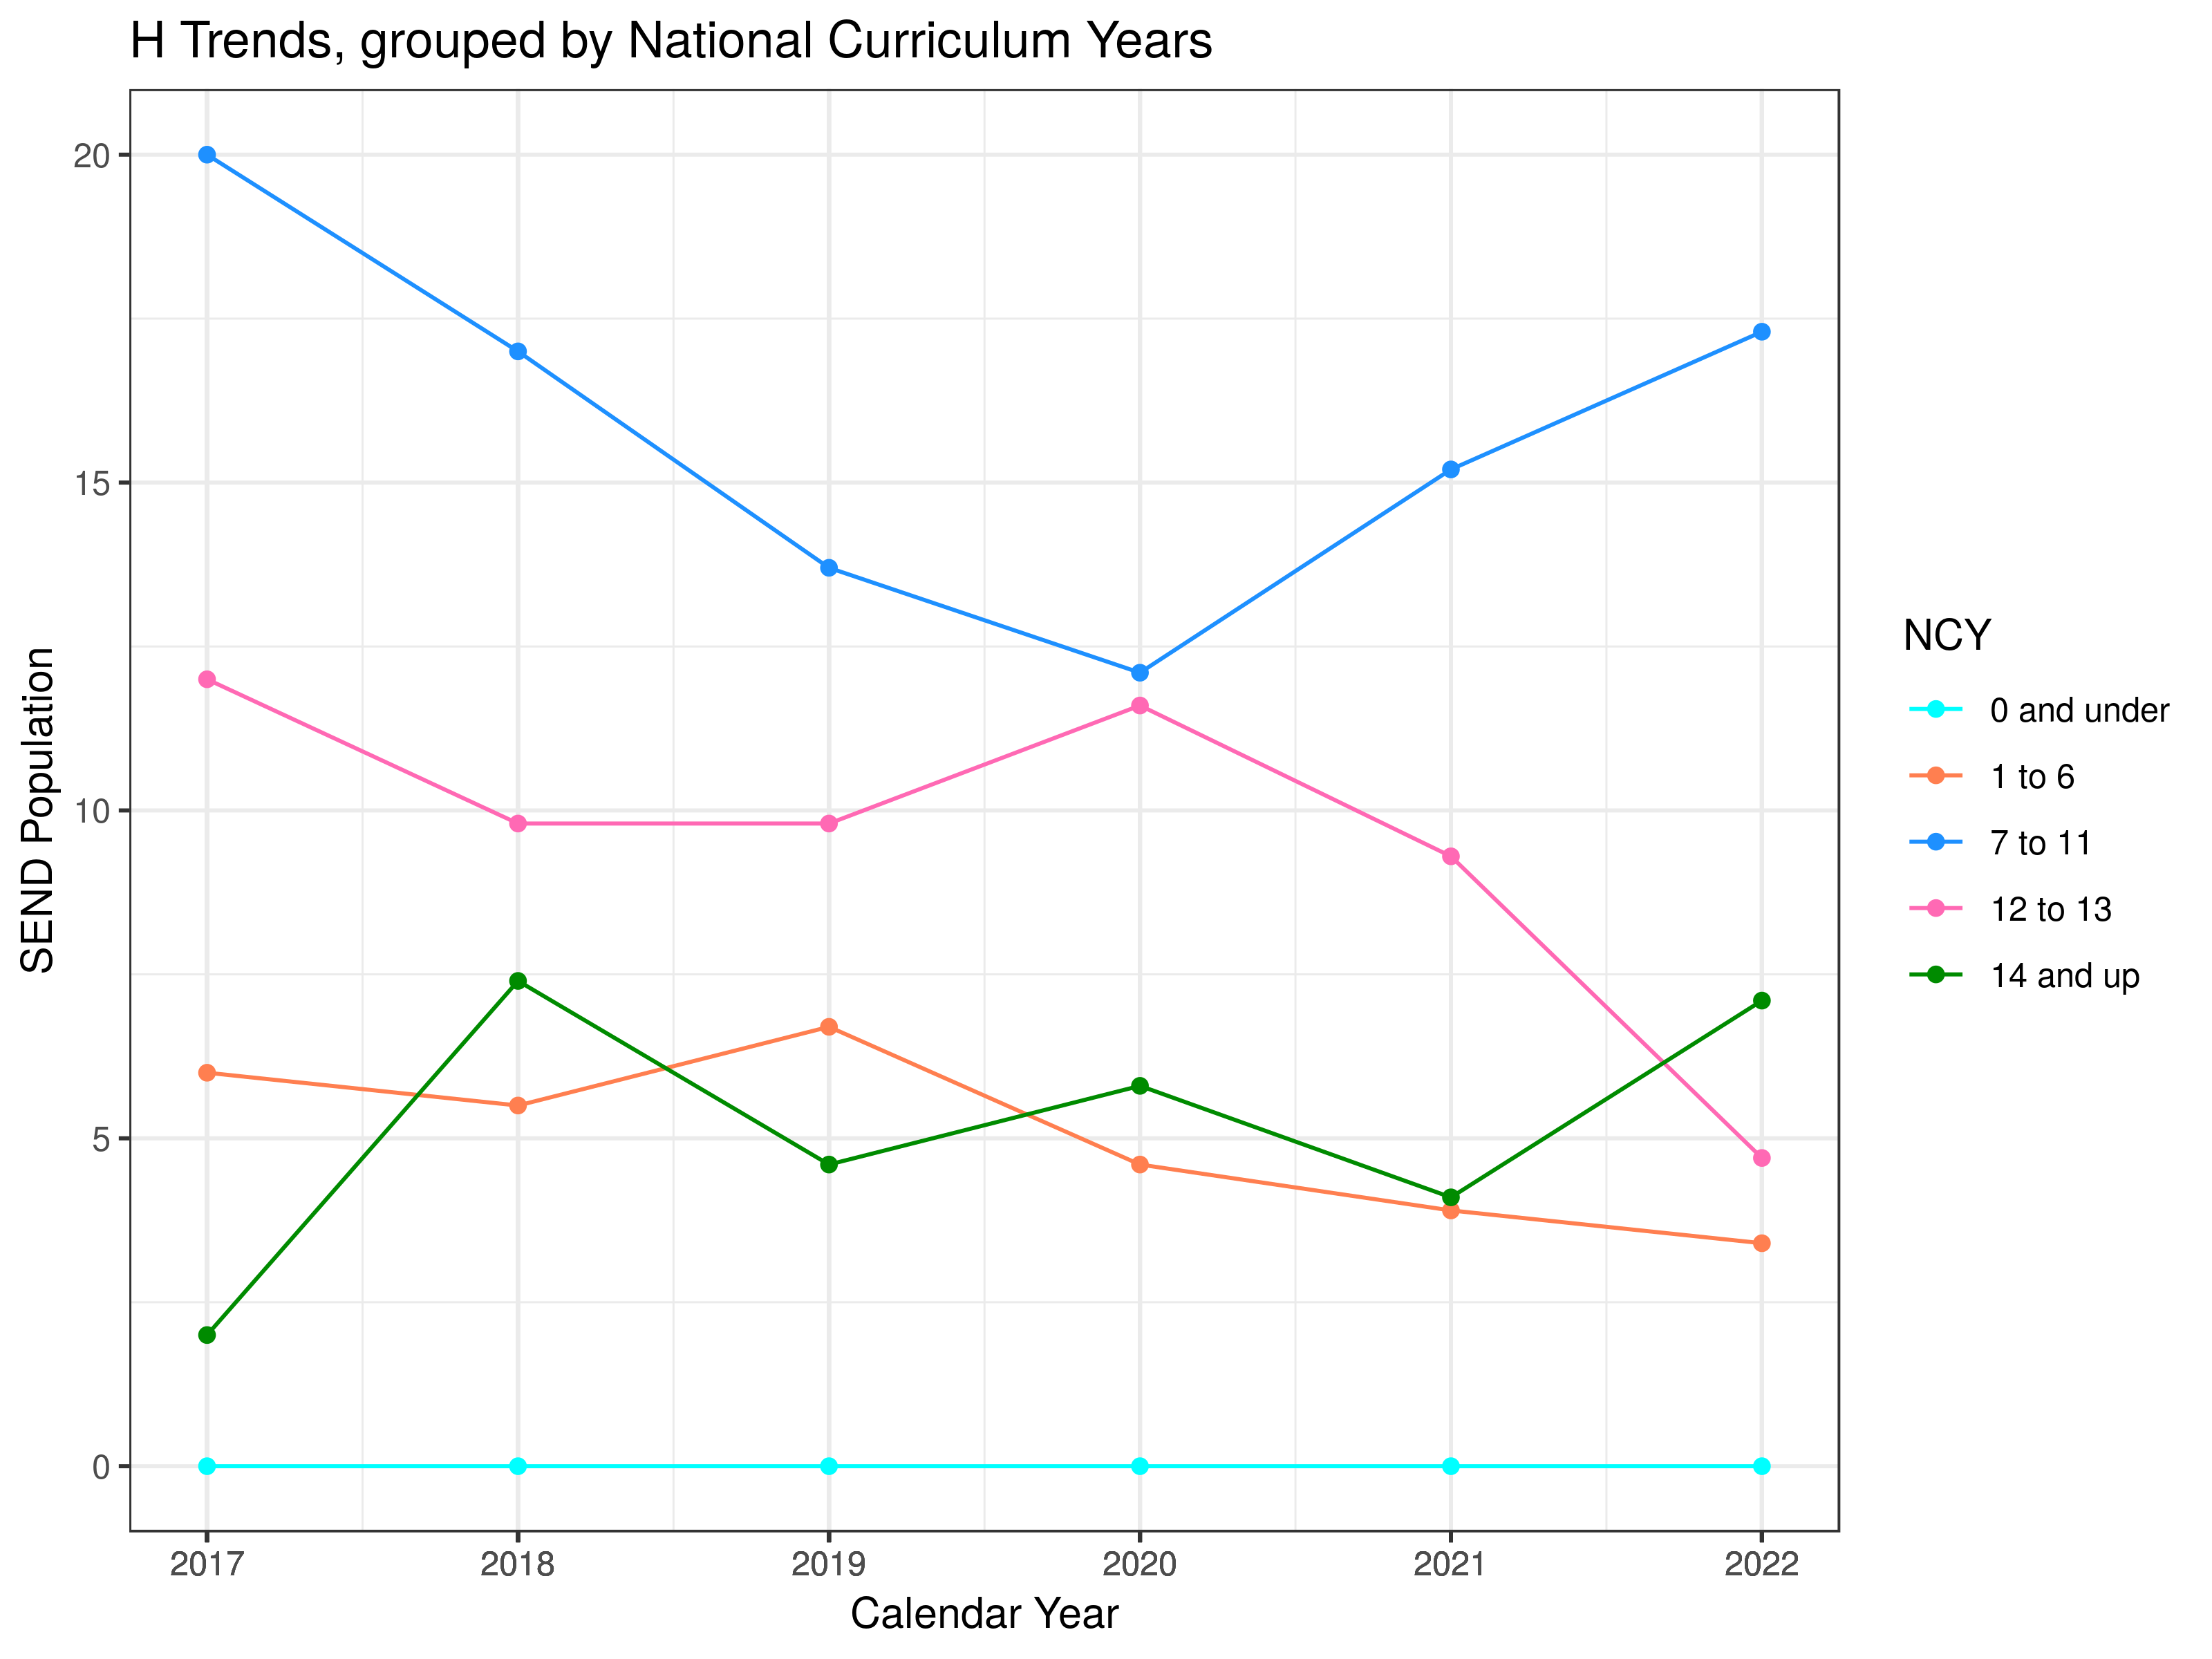 H Trends, grouped by National Curriculum Years
20
15
10
5
0
SEND Population
2017 2018 2019 2020 2021 2022
Calendar Year
NCY
0 and under
1 to 6
7 to 11
12 to 13
14 and up